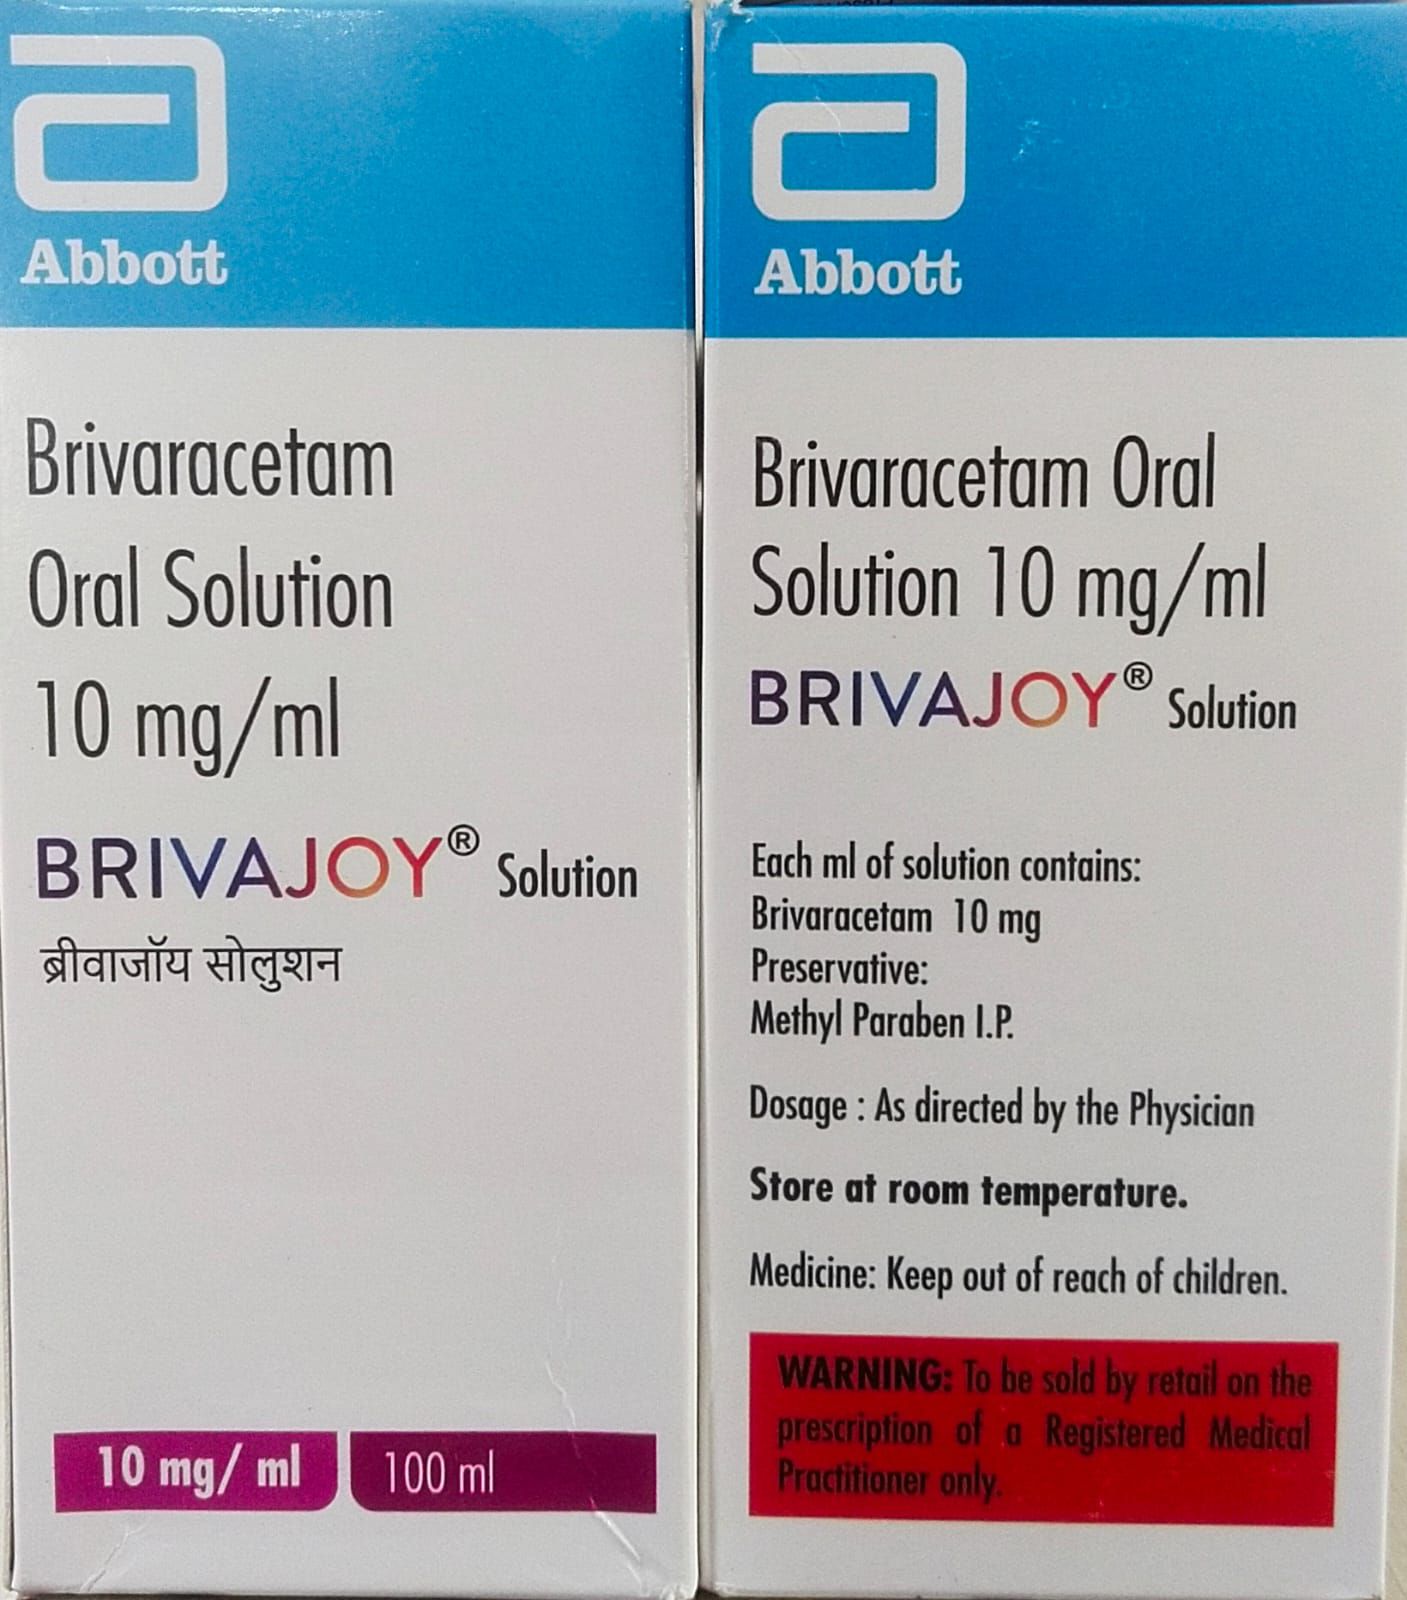 Abbott
Brivaracetam
Oral Solution
10 mg/ml
BRIVAJOY® Solution
ब्रीवाजॉय सोलुशन
10 mg/ ml
100 ml
Abbott
Brivaracetam Oral
Solution 10 mg/ml
BRIVAJOY® Solution
Each ml of solution contains:
Brivaracetam 10 mg
Preservative:
Methyl Paraben I.P.
Dosage : As directed by the Physician
Store at room temperature.
Medicine: Keep out of reach of children.
WARNING: To be sold by retail on the
prescription of a Registered Medical
Practitioner only.